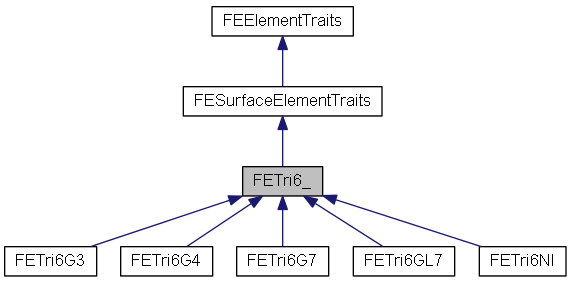 FEElementTraits
FESurfaceElementTraits
FETri6_
FETri6G3
FETri6G4
FETri6G7
FETri6GL7
FETri6NI